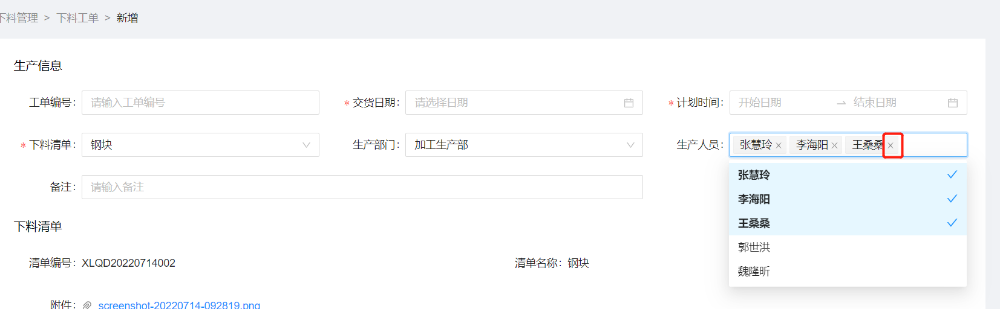 下料管理 > 下料工单 > 新增
生产信息
工单编号: 请输入工单编号
* 交货日期: 请选择日期
* 计划时间: 开始日期 → 结束日期
* 下料清单: 钢块
生产部门: 加工生产部
生产人员: 张慧玲 × 李海阳 × 王桑桑 ×
张慧玲
李海阳
王桑桑
郭世洪
魏隆昕
备注: 请输入备注
下料清单
清单编号: XLQD20220714002
清单名称: 钢块
附件: screenshot-20220714-092819.png